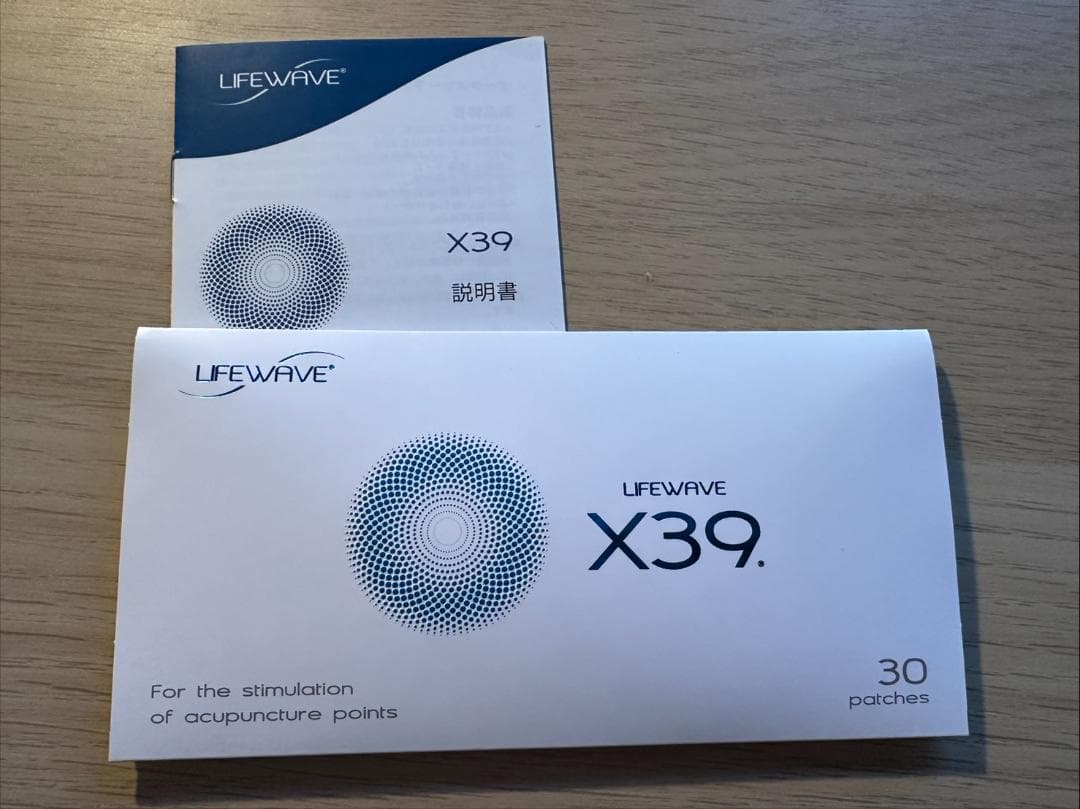 LIFEWAVE®
X39
説明書
LIFEWAVE®
LIFEWAVE
X39.
For the stimulation
of acupuncture points
30
patches